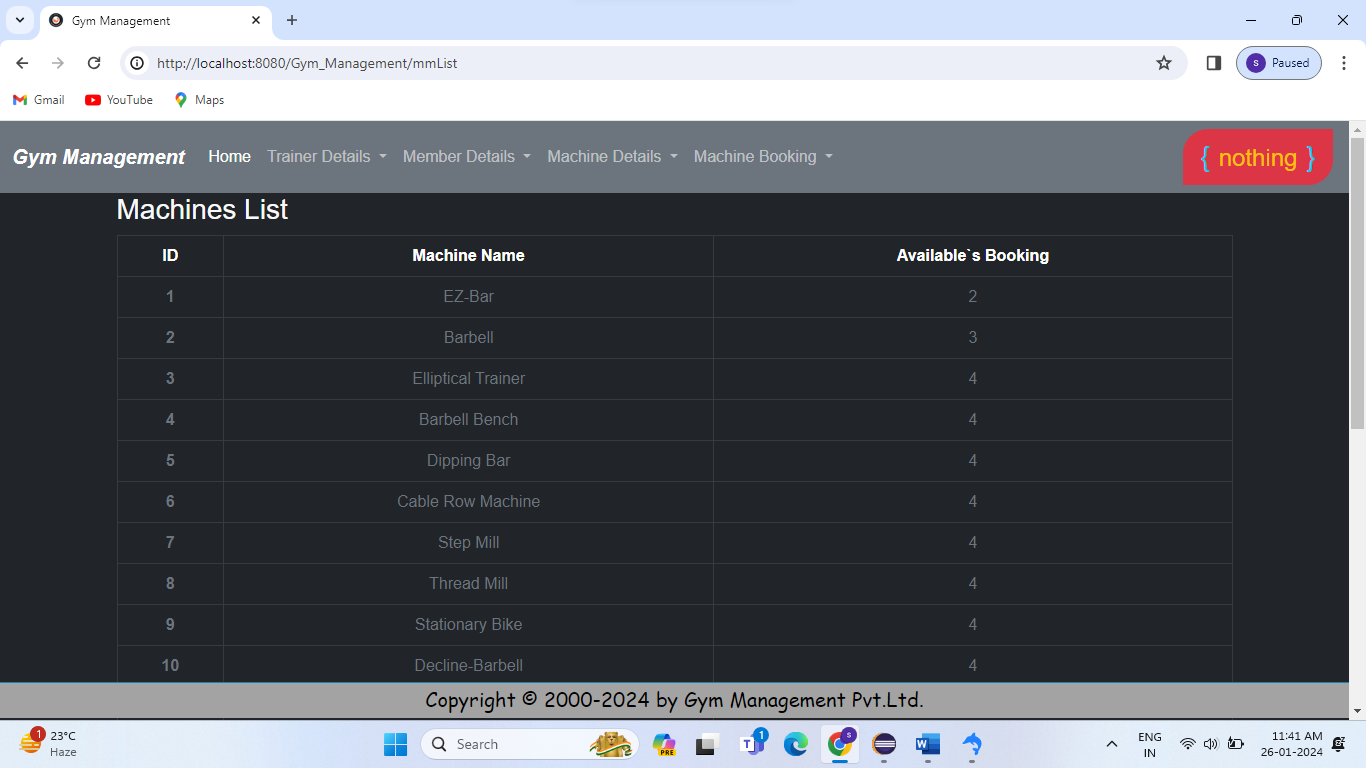 Gym Management
http://localhost:8080/Gym_Management/mmList
S Paused
Gmail YouTube Maps
Gym Management Home Trainer Details Member Details Machine Details Machine Booking { nothing }
Machines List
ID Machine Name Available`s Booking
1 EZ-Bar 2
2 Barbell 3
3 Elliptical Trainer 4
4 Barbell Bench 4
5 Dipping Bar 4
6 Cable Row Machine 4
7 Step Mill 4
8 Thread Mill 4
9 Stationary Bike 4
10 Decline-Barbell 4
Copyright © 2000-2024 by Gym Management Pvt.Ltd.
1 23°C Search PRE T 1 S W ENG 11:41 AM
Haze IN 26-01-2024